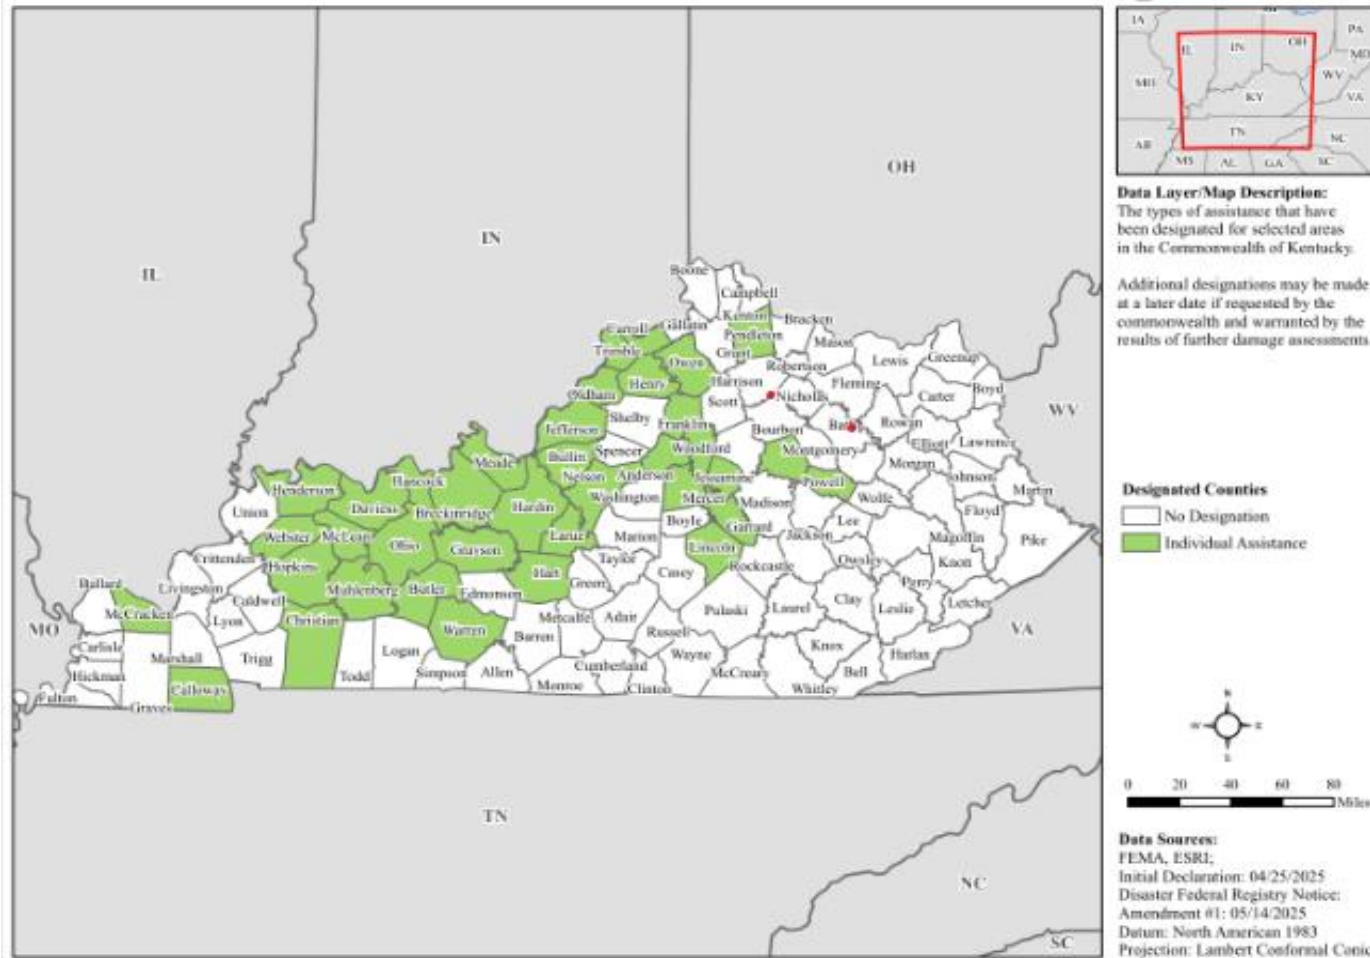 IL
IN
OH
WV
VA
MO
TN
NC
SC
Boone
Campbell
Kenton
Gallatin
Bracken
Carroll
Pendleton
Mason
Trimble
Grant
Owen
Robertson
Lewis
Greenup
Henry
Harrison
Fleming
Boyd
Oldham
Nicholas
Carter
Shelby
Scott
Franklin
Jefferson
Bourbon
Rowan
Elliott
Lawrence
Spencer
Woodford
Montgomery
Bullitt
Meade
Nelson
Anderson
Jessamine
Morgan
Johnson
Martin
Hancock
Henderson
Powell
Washington
Mercer
Madison
Wolfe
Daviess
Breckinridge
Hardin
Floyd
Union
Boyle
Lee
Garrard
Webster
McLean
Ohio
Grayson
Larue
Marion
Jackson
Magoffin
Pike
Lincoln
Crittenden
Hopkins
Taylor
Owsley
Knott
Rockcastle
Hart
Casey
Green
Perry
Ballard
Livingston
Muhlenberg
Butler
Edmonson
Clay
Letcher
Caldwell
Laurel
Leslie
McCracken
Lyon
Christian
Metcalfe
Adair
Pulaski
Warren
Russell
Barren
Carlisle
Marshall
Trigg
Logan
Wayne
Knox
Harlan
Hickman
Todd
Simpson
Allen
Cumberland
McCreary
Bell
Calloway
Monroe
Clinton
Whitley
Fulton
Graves
IA
PA
IL
IN
OH
MD
MO
WV
KY
VA
TN
AR
NC
MS
AL
GA
SC
Data Layer/Map Description:
The types of assistance that have
been designated for selected areas
in the Commonwealth of Kentucky.
Additional designations may be made
at a later date if requested by the
commonwealth and warranted by the
results of further damage assessments.
Designated Counties
No Designation
Individual Assistance
N
W
E
S
0 20 40 60 80
Miles
Data Sources:
FEMA, ESRI;
Initial Declaration: 04/25/2025
Disaster Federal Registry Notice:
Amendment #1: 05/14/2025
Datum: North American 1983
Projection: Lambert Conformal Conic